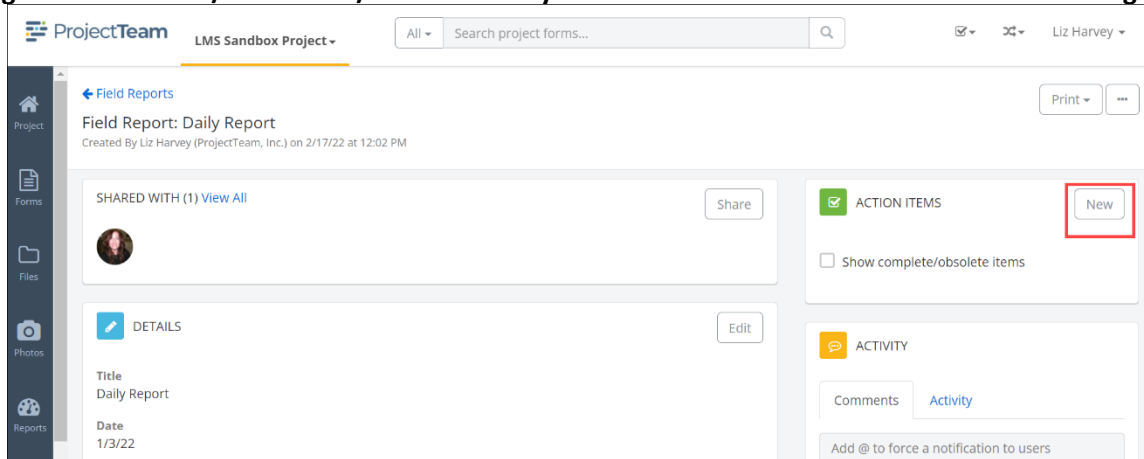 ProjectTeam
LMS Sandbox Project
All
Search project forms...
Liz Harvey
Project
Forms
Files
Photos
Reports
Field Reports
Field Report: Daily Report
Created By Liz Harvey (ProjectTeam, Inc.) on 2/17/22 at 12:02 PM
Print
SHARED WITH (1) View All
Share
DETAILS
Edit
Title
Daily Report
Date
1/3/22
ACTION ITEMS
New
Show complete/obsolete items
ACTIVITY
Comments Activity
Add @ to force a notification to users